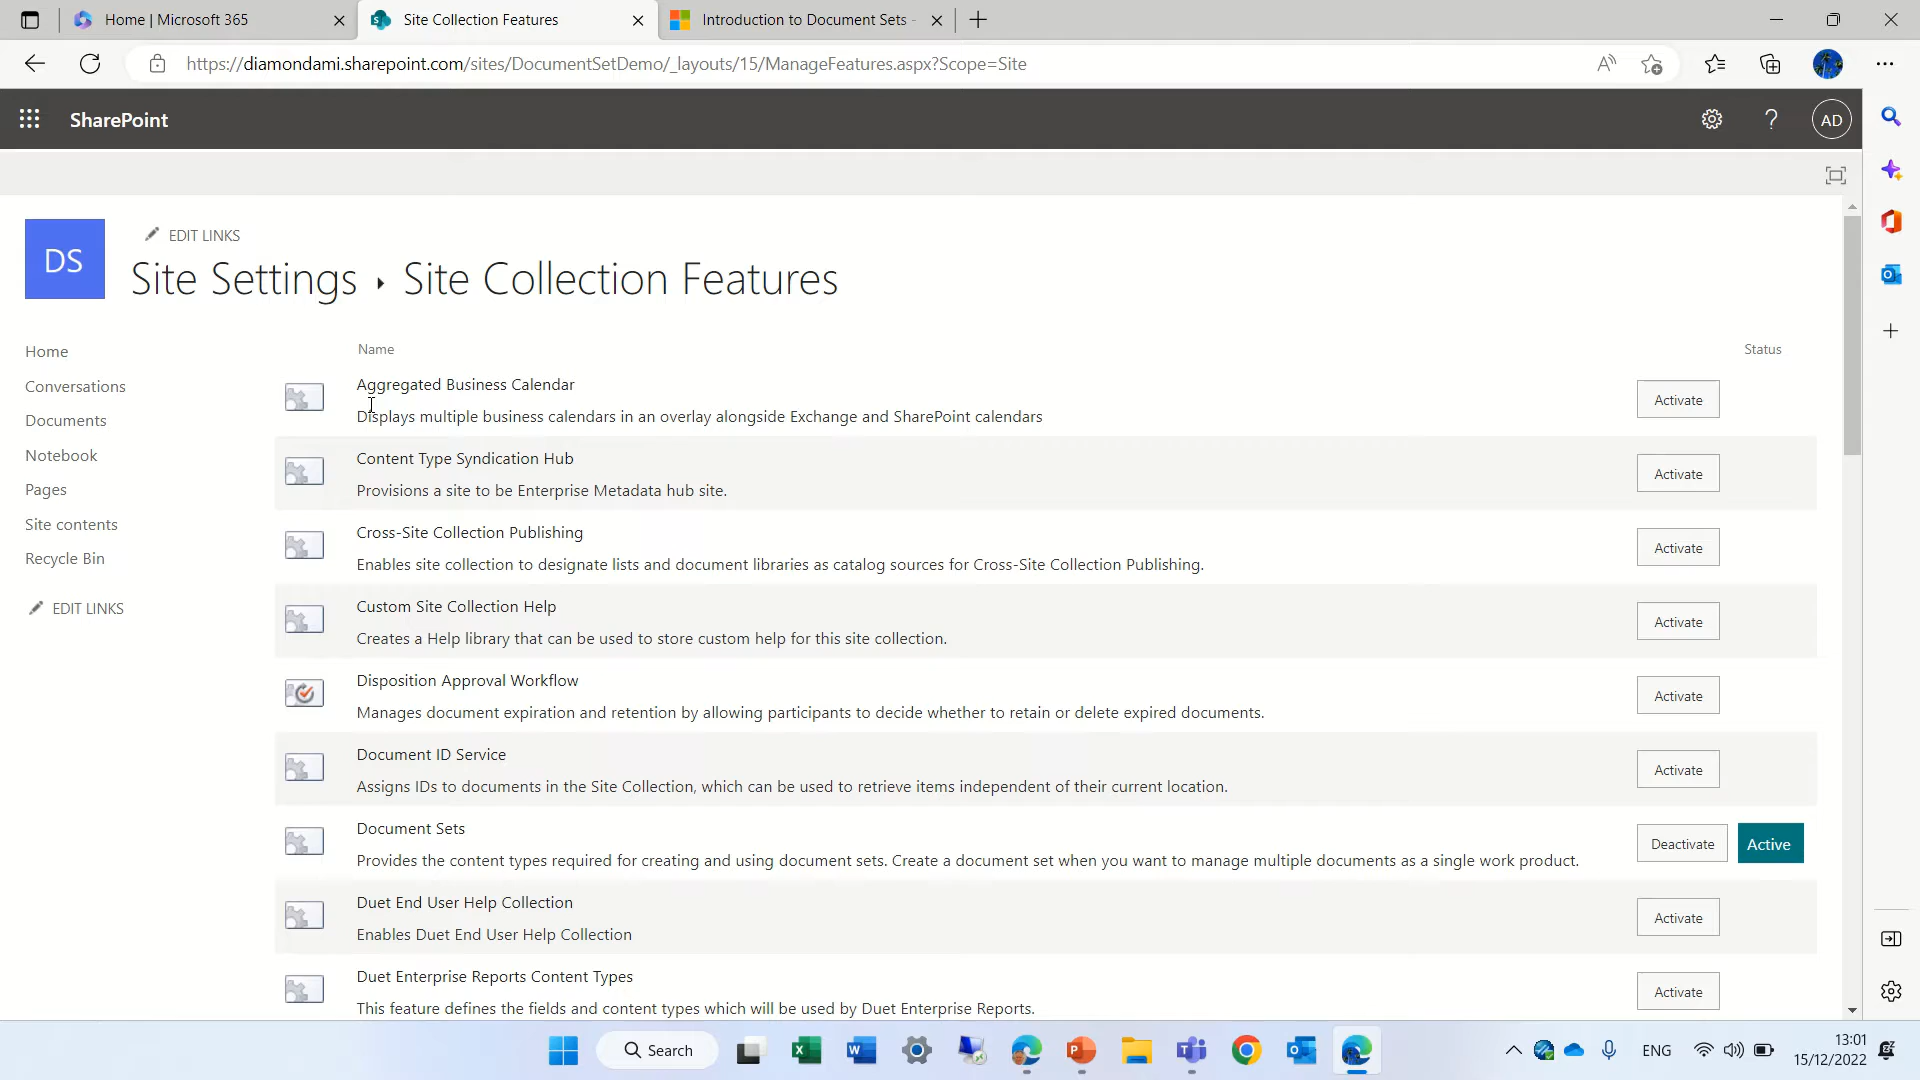 Home | Microsoft 365
Site Collection Features
Introduction to Document Sets -
https://diamondami.sharepoint.com/sites/DocumentSetDemo/_layouts/15/ManageFeatures.aspx?Scope=Site
SharePoint
AD
DS
EDIT LINKS
Site Settings ▸ Site Collection Features
Home
Conversations
Documents
Notebook
Pages
Site contents
Recycle Bin
EDIT LINKS
Name
Status
Aggregated Business Calendar
Displays multiple business calendars in an overlay alongside Exchange and SharePoint calendars
Activate
Content Type Syndication Hub
Provisions a site to be Enterprise Metadata hub site.
Activate
Cross-Site Collection Publishing
Enables site collection to designate lists and document libraries as catalog sources for Cross-Site Collection Publishing.
Activate
Custom Site Collection Help
Creates a Help library that can be used to store custom help for this site collection.
Activate
Disposition Approval Workflow
Manages document expiration and retention by allowing participants to decide whether to retain or delete expired documents.
Activate
Document ID Service
Assigns IDs to documents in the Site Collection, which can be used to retrieve items independent of their current location.
Activate
Document Sets
Provides the content types required for creating and using document sets. Create a document set when you want to manage multiple documents as a single work product.
Deactivate
Active
Duet End User Help Collection
Enables Duet End User Help Collection
Activate
Duet Enterprise Reports Content Types
This feature defines the fields and content types which will be used by Duet Enterprise Reports.
Activate
Search
ENG
13:01
15/12/2022